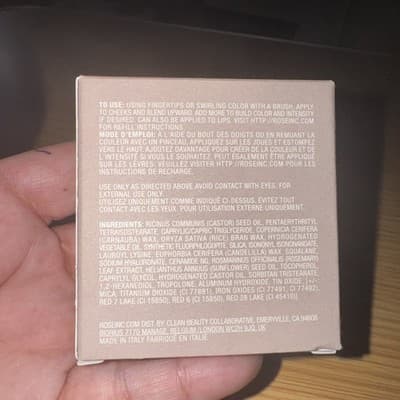 TO USE: USING FINGERTIPS OR SWIRLING COLOR WITH A BRUSH, APPLY
TO CHEEKS AND BLEND UPWARD. ADD MORE TO BUILD COLOR AND INTENSITY
IF DESIRED. CAN ALSO BE APPLIED TO LIPS. VISIT HTTP://ROSEINC.COM
FOR REFILL INSTRUCTIONS.
MODE D'EMPLOI: À L'AIDE DU BOUT DES DOIGTS OU EN REMUANT LA
COULEUR AVEC UN PINCEAU, APPLIQUEZ SUR LES JOUES ET ESTOMPEZ
VERS LE HAUT. AJOUTEZ DAVANTAGE POUR CRÉER DE LA COULEUR ET DE
L'INTENSITÉ SI VOUS LE SOUHAITEZ. PEUT ÉGALEMENT ÊTRE APPLIQUÉ
SUR LES LÈVRES. VEUILLEZ VISITER HTTP://ROSEINC.COM POUR LES
INSTRUCTIONS DE RECHARGE.
USE ONLY AS DIRECTED ABOVE. AVOID CONTACT WITH EYES. FOR
EXTERNAL USE ONLY.
UTILISEZ UNIQUEMENT COMME INDIQUÉ CI-DESSUS. ÉVITEZ TOUT
CONTACT AVEC LES YEUX. POUR UTILISATION EXTERNE UNIQUEMENT.
INGREDIENTS: RICINUS COMMUNIS (CASTOR) SEED OIL, PENTAERYTHRITYL
TETRAISOSTEARATE, CAPRYLIC/CAPRIC TRIGLYCERIDE, COPERNICIA CERIFERA
(CARNAUBA) WAX, ORYZA SATIVA (RICE) BRAN WAX, HYDROGENATED
VEGETABLE OIL, SYNTHETIC FLUORPHLOGOPITE, SILICA, ISONONYL ISONONANOATE,
LAUROYL LYSINE, EUPHORBIA CERIFERA (CANDELILLA) WAX, SQUALANE,
SODIUM HYALURONATE, CERAMIDE NG, ROSMARINUS OFFICINALIS (ROSEMARY)
LEAF EXTRACT, HELIANTHUS ANNUUS (SUNFLOWER) SEED OIL, TOCOPHEROL,
CAPRYLYL GLYCOL, HYDROGENATED CASTOR OIL, SORBITAN TRISTEARATE,
1,2-HEXANEDIOL, TROPOLONE, ALUMINUM HYDROXIDE, TIN OXIDE. [+/-
MICA, TITANIUM DIOXIDE (CI 77891), IRON OXIDES (CI 77491, CI 77492),
RED 7 LAKE (CI 15850), RED 6 (CI 15850), RED 28 LAKE (CI 45410)]
ROSEINC.COM DIST. BY CLEAN BEAUTY COLLABORATIVE, EMERYVILLE, CA 94608
BIORIUS 7170 MANAGE, BELGIUM/LONDON WC2H 9JQ, UK
MADE IN ITALY FABRIQUÉ EN ITALIE.